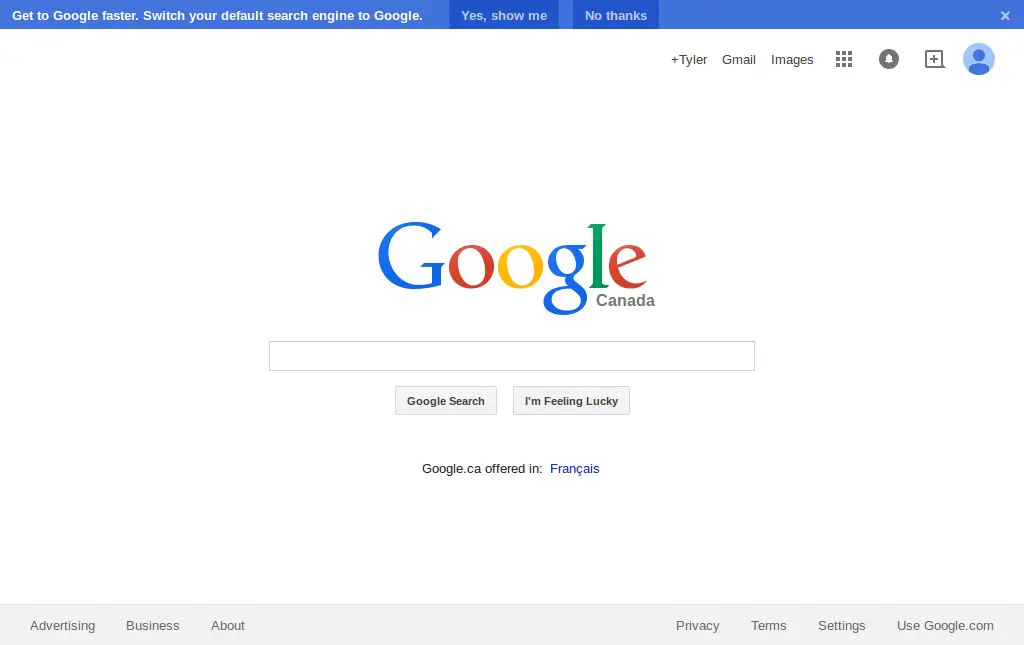 Get to Google faster. Switch your default search engine to Google. Yes, show me No thanks ×
+Tyler Gmail Images
Google
Canada
Google Search I'm Feeling Lucky
Google.ca offered in: Français
Advertising Business About Privacy Terms Settings Use Google.com